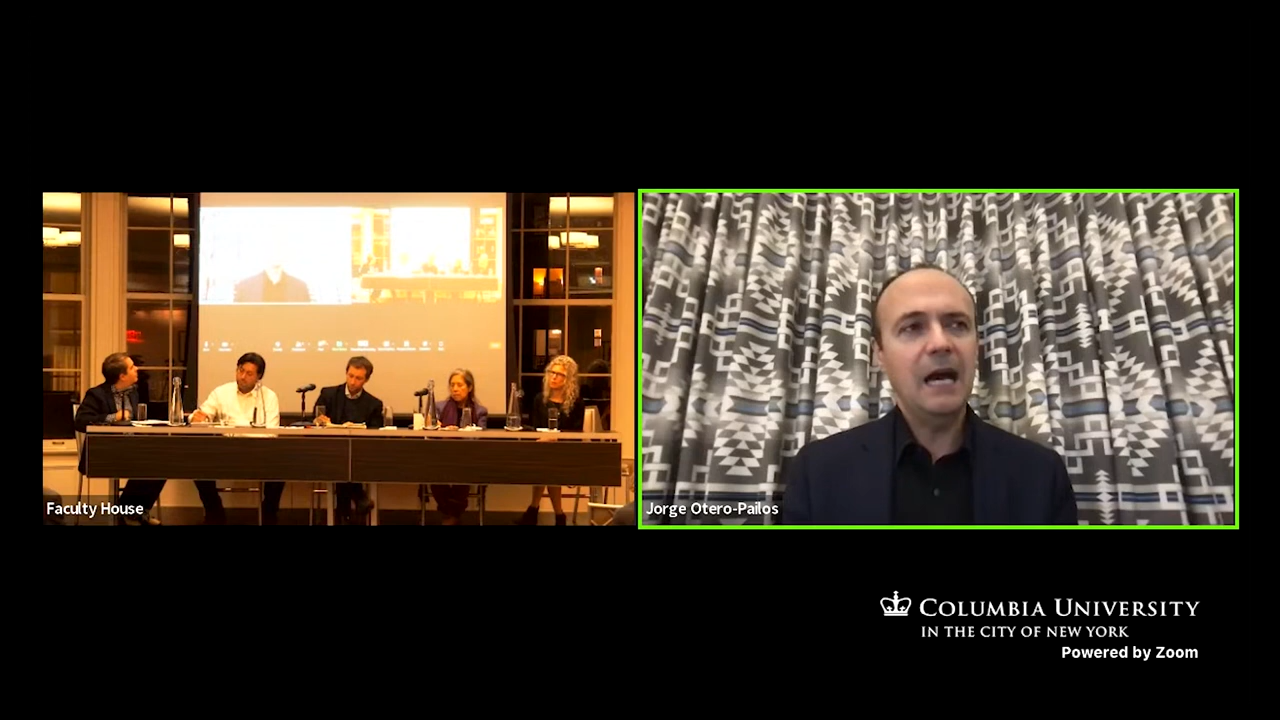 Faculty House
Jorge Otero-Pailos
COLUMBIA UNIVERSITY
IN THE CITY OF NEW YORK
Powered by Zoom